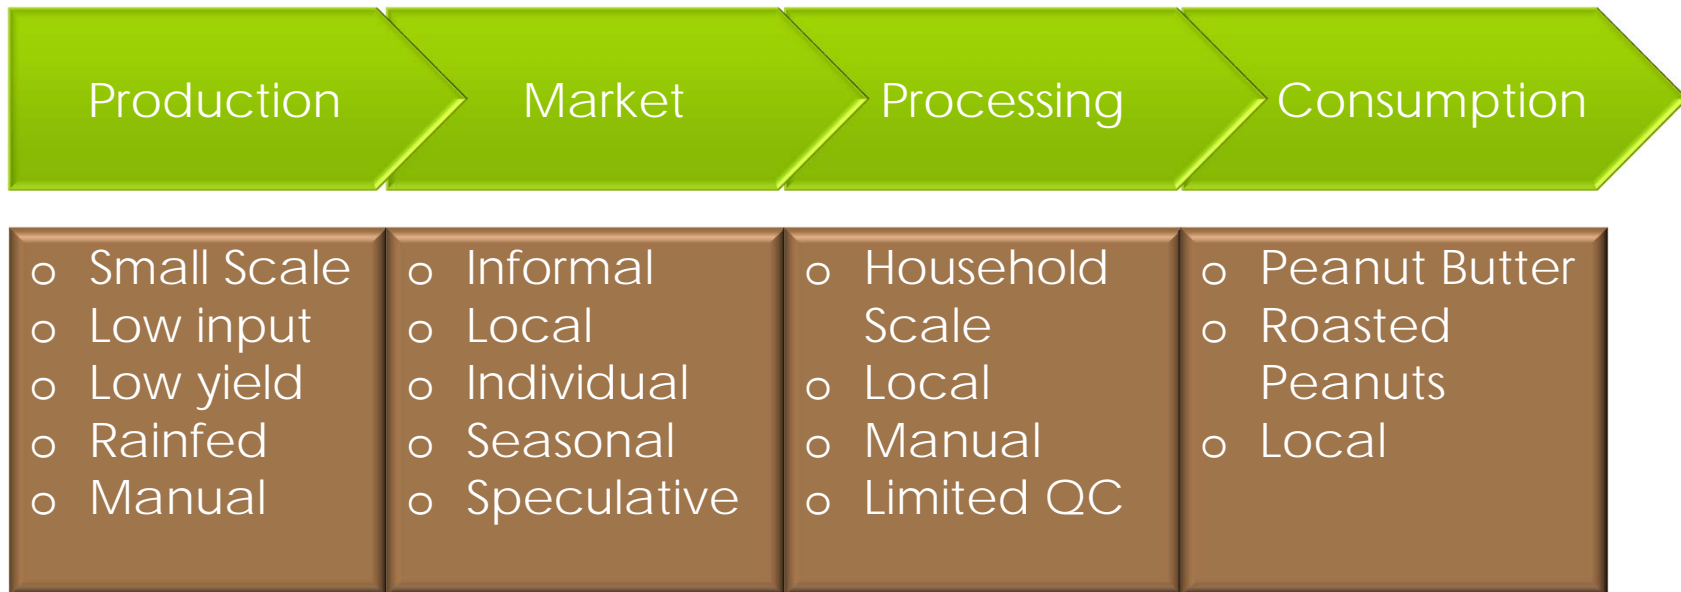 Production
Market
Processing
Consumption
o Small Scale
o Low input
o Low yield
o Rainfed
o Manual
o Informal
o Local
o Individual
o Seasonal
o Speculative
o Household
Scale
o Local
o Manual
o Limited QC
o Peanut Butter
o Roasted
Peanuts
o Local